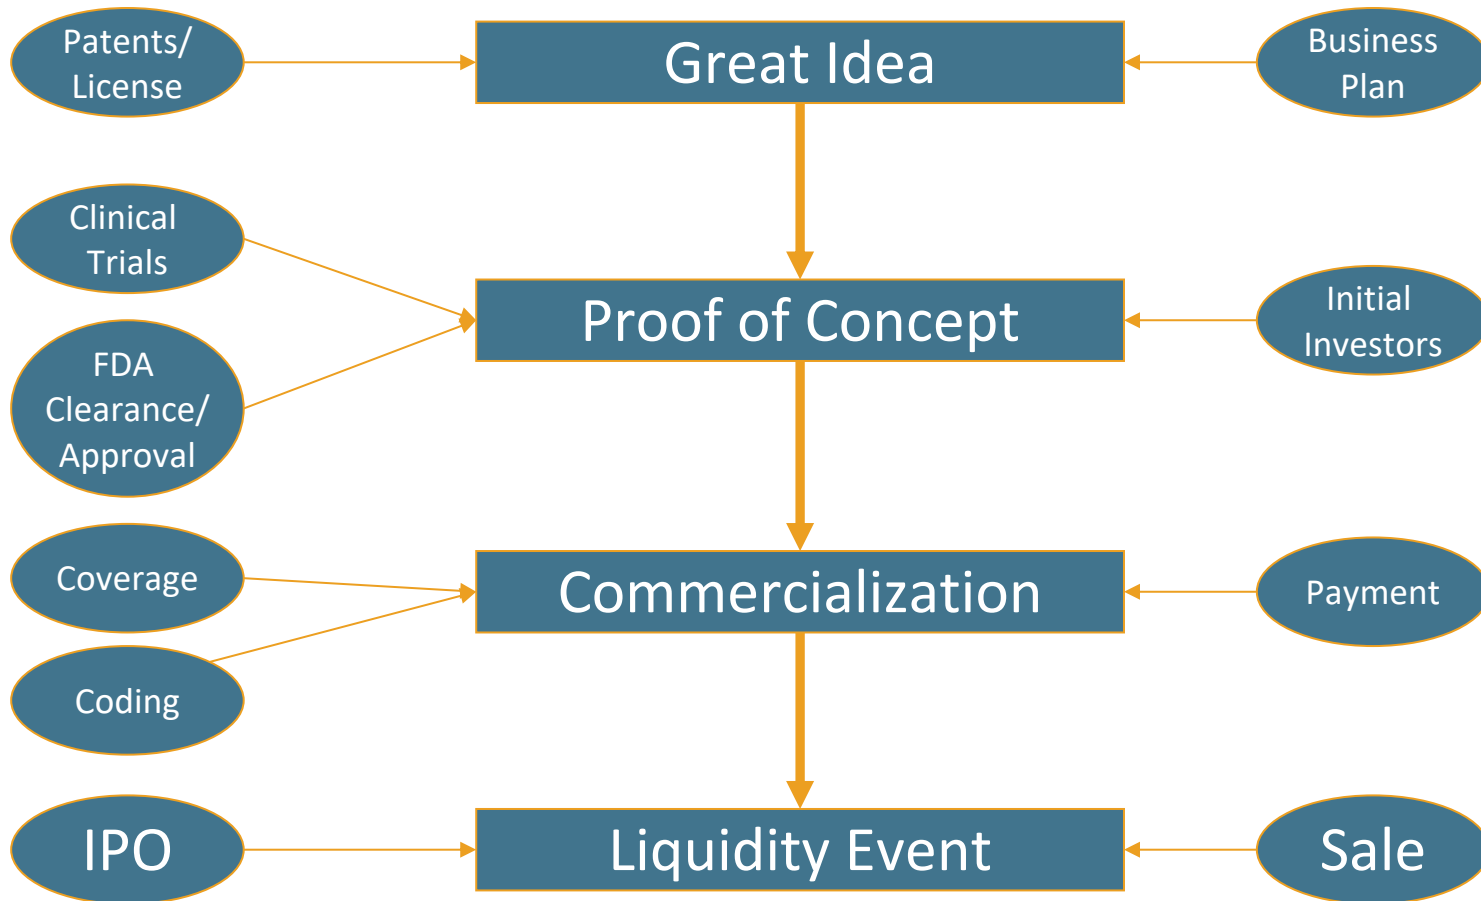 Patents/
License
Great Idea
Business
Plan
Clinical
Trials
Proof of Concept
Initial
Investors
FDA
Clearance/
Approval
Coverage
Commercialization
Payment
Coding
IPO
Liquidity Event
Sale